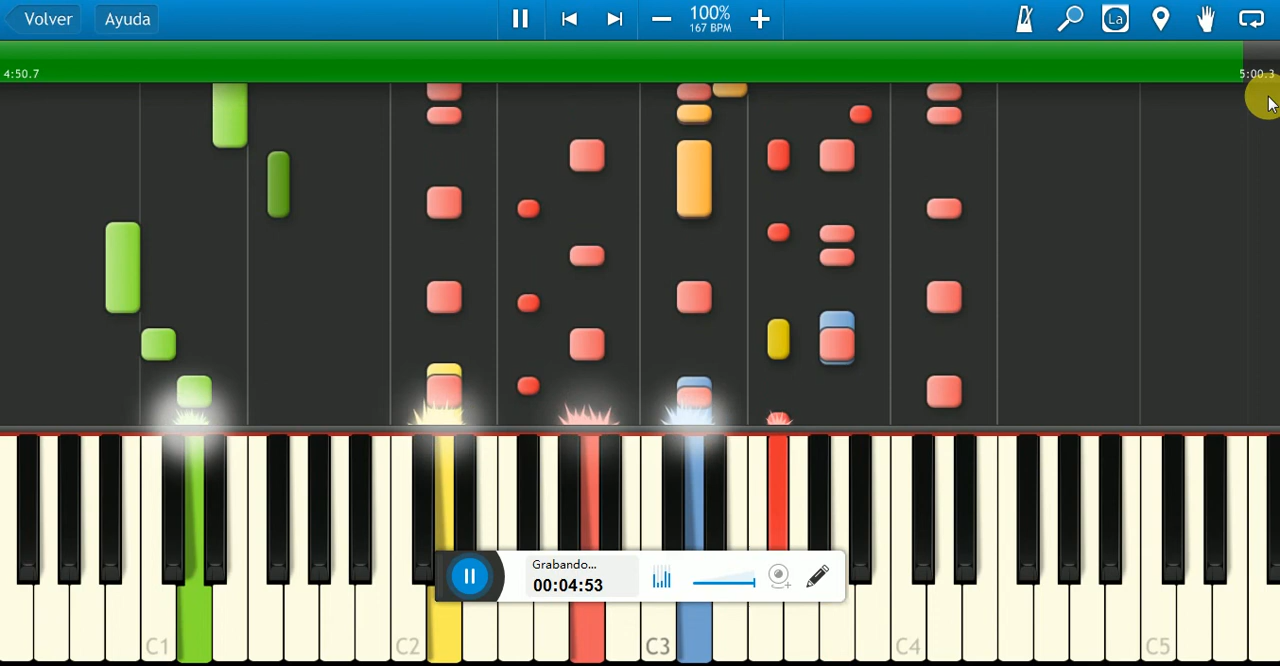 Volver
Ayuda
100%
167 BPM
La
4:50.7
5:00.3
C1
C2
C3
C4
C5
Grabando...
00:04:53